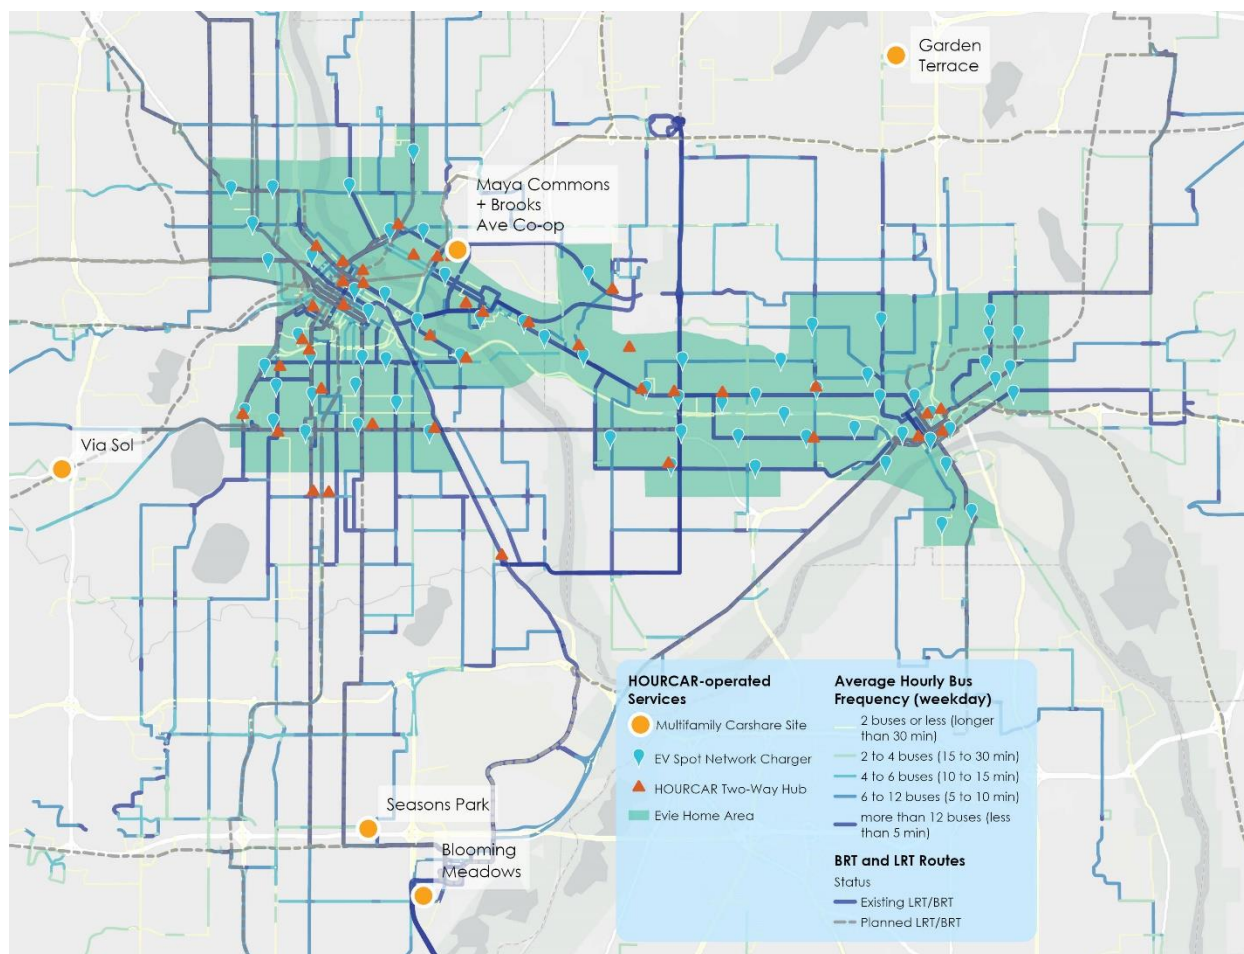 Garden
Terrace
Maya Commons
+ Brooks
Ave Co-op
Via Sol
Seasons Park
Blooming
Meadows
HOURCAR-operated
Services
Multifamily Carshare Site
EV Spot Network Charger
HOURCAR Two-Way Hub
Evie Home Area
Average Hourly Bus
Frequency (weekday)
2 buses or less (longer
than 30 min)
2 to 4 buses (15 to 30 min)
4 to 6 buses (10 to 15 min)
6 to 12 buses (5 to 10 min)
more than 12 buses (less
than 5 min)
BRT and LRT Routes
Status
Existing LRT/BRT
Planned LRT/BRT